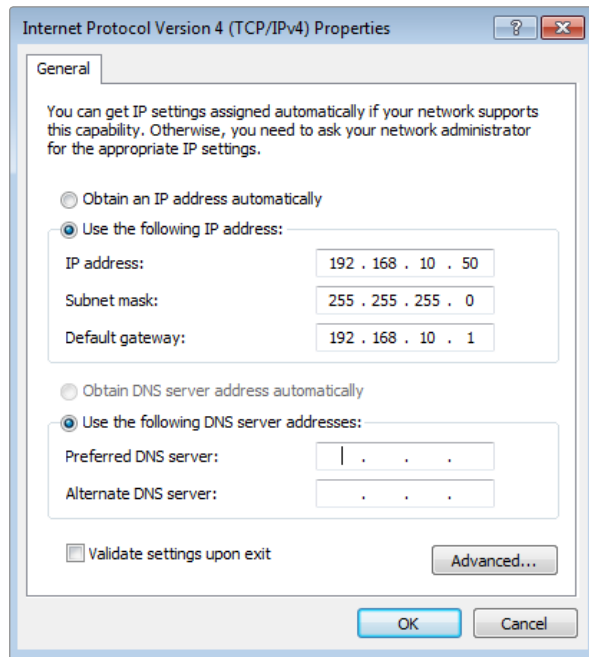 Internet Protocol Version 4 (TCP/IPv4) Properties
General
You can get IP settings assigned automatically if your network supports
this capability. Otherwise, you need to ask your network administrator
for the appropriate IP settings.
Obtain an IP address automatically
Use the following IP address:
IP address: 192 . 168 . 10 . 50
Subnet mask: 255 . 255 . 255 . 0
Default gateway: 192 . 168 . 10 . 1
Obtain DNS server address automatically
Use the following DNS server addresses:
Preferred DNS server: . . .
Alternate DNS server: . . .
Validate settings upon exit
Advanced...
OK Cancel